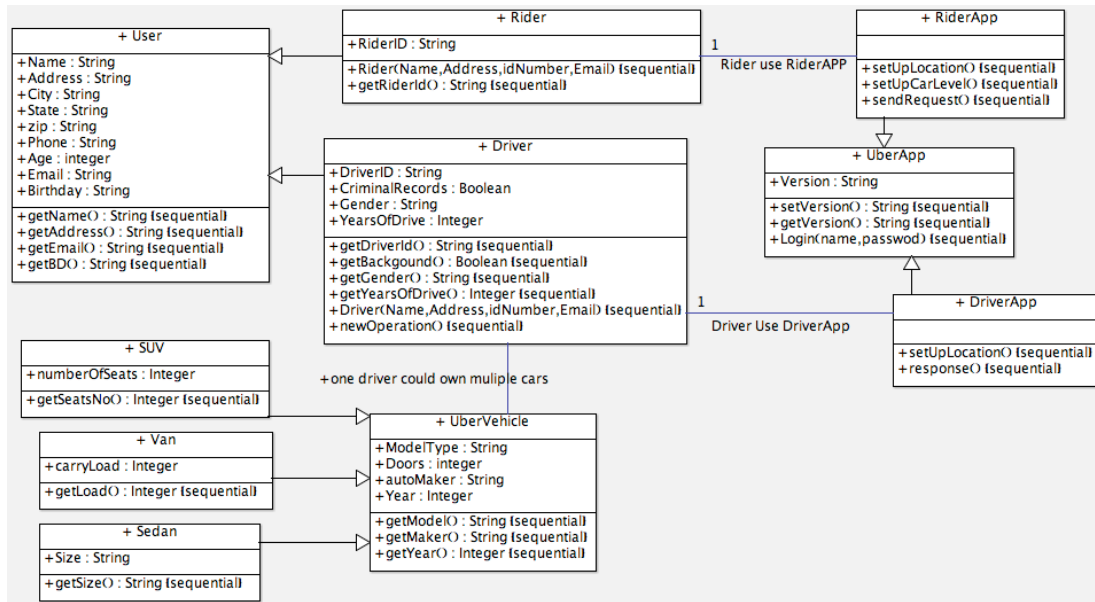 + User
+Name : String
+Address : String
+City : String
+State : String
+zip : String
+Phone : String
+Age : integer
+Email : String
+Birthday : String
+getName() : String {sequential}
+getAddress() : String {sequential}
+getEmail() : String {sequential}
+getBD() : String {sequential}
+ Rider
+RiderID : String
+Rider(Name,Address,idNumber,Email) {sequential}
+getRiderId() : String {sequential}
1
Rider use RiderAPP
+ RiderApp
+setUpLocation() {sequential}
+setUpCarLevel() {sequential}
+sendRequest() {sequential}
+ Driver
+DriverID : String
+CriminalRecords : Boolean
+Gender : String
+YearsOfDrive : Integer
+getDriverId() : String {sequential}
+getBackgound() : Boolean {sequential}
+getGender() : String {sequential}
+getYearsOfDrive() : Integer {sequential}
+Driver(Name,Address,idNumber,Email) {sequential}
+newOperation() {sequential}
+ UberApp
+Version : String
+setVersion() : String {sequential}
+getVersion() : String {sequential}
+Login(name,passwod) {sequential}
1
Driver Use DriverApp
+ DriverApp
+setUpLocation() {sequential}
+response() {sequential}
+ SUV
+numberOfSeats : Integer
+getSeatsNo() : Integer {sequential}
+one driver could own muliple cars
+ Van
+carryLoad : Integer
+getLoad() : Integer {sequential}
+ UberVehicle
+ModelType : String
+Doors : integer
+autoMaker : String
+Year : Integer
+getModel() : String {sequential}
+getMaker() : String {sequential}
+getYear() : Integer {sequential}
+ Sedan
+Size : String
+getSize() : String {sequential}